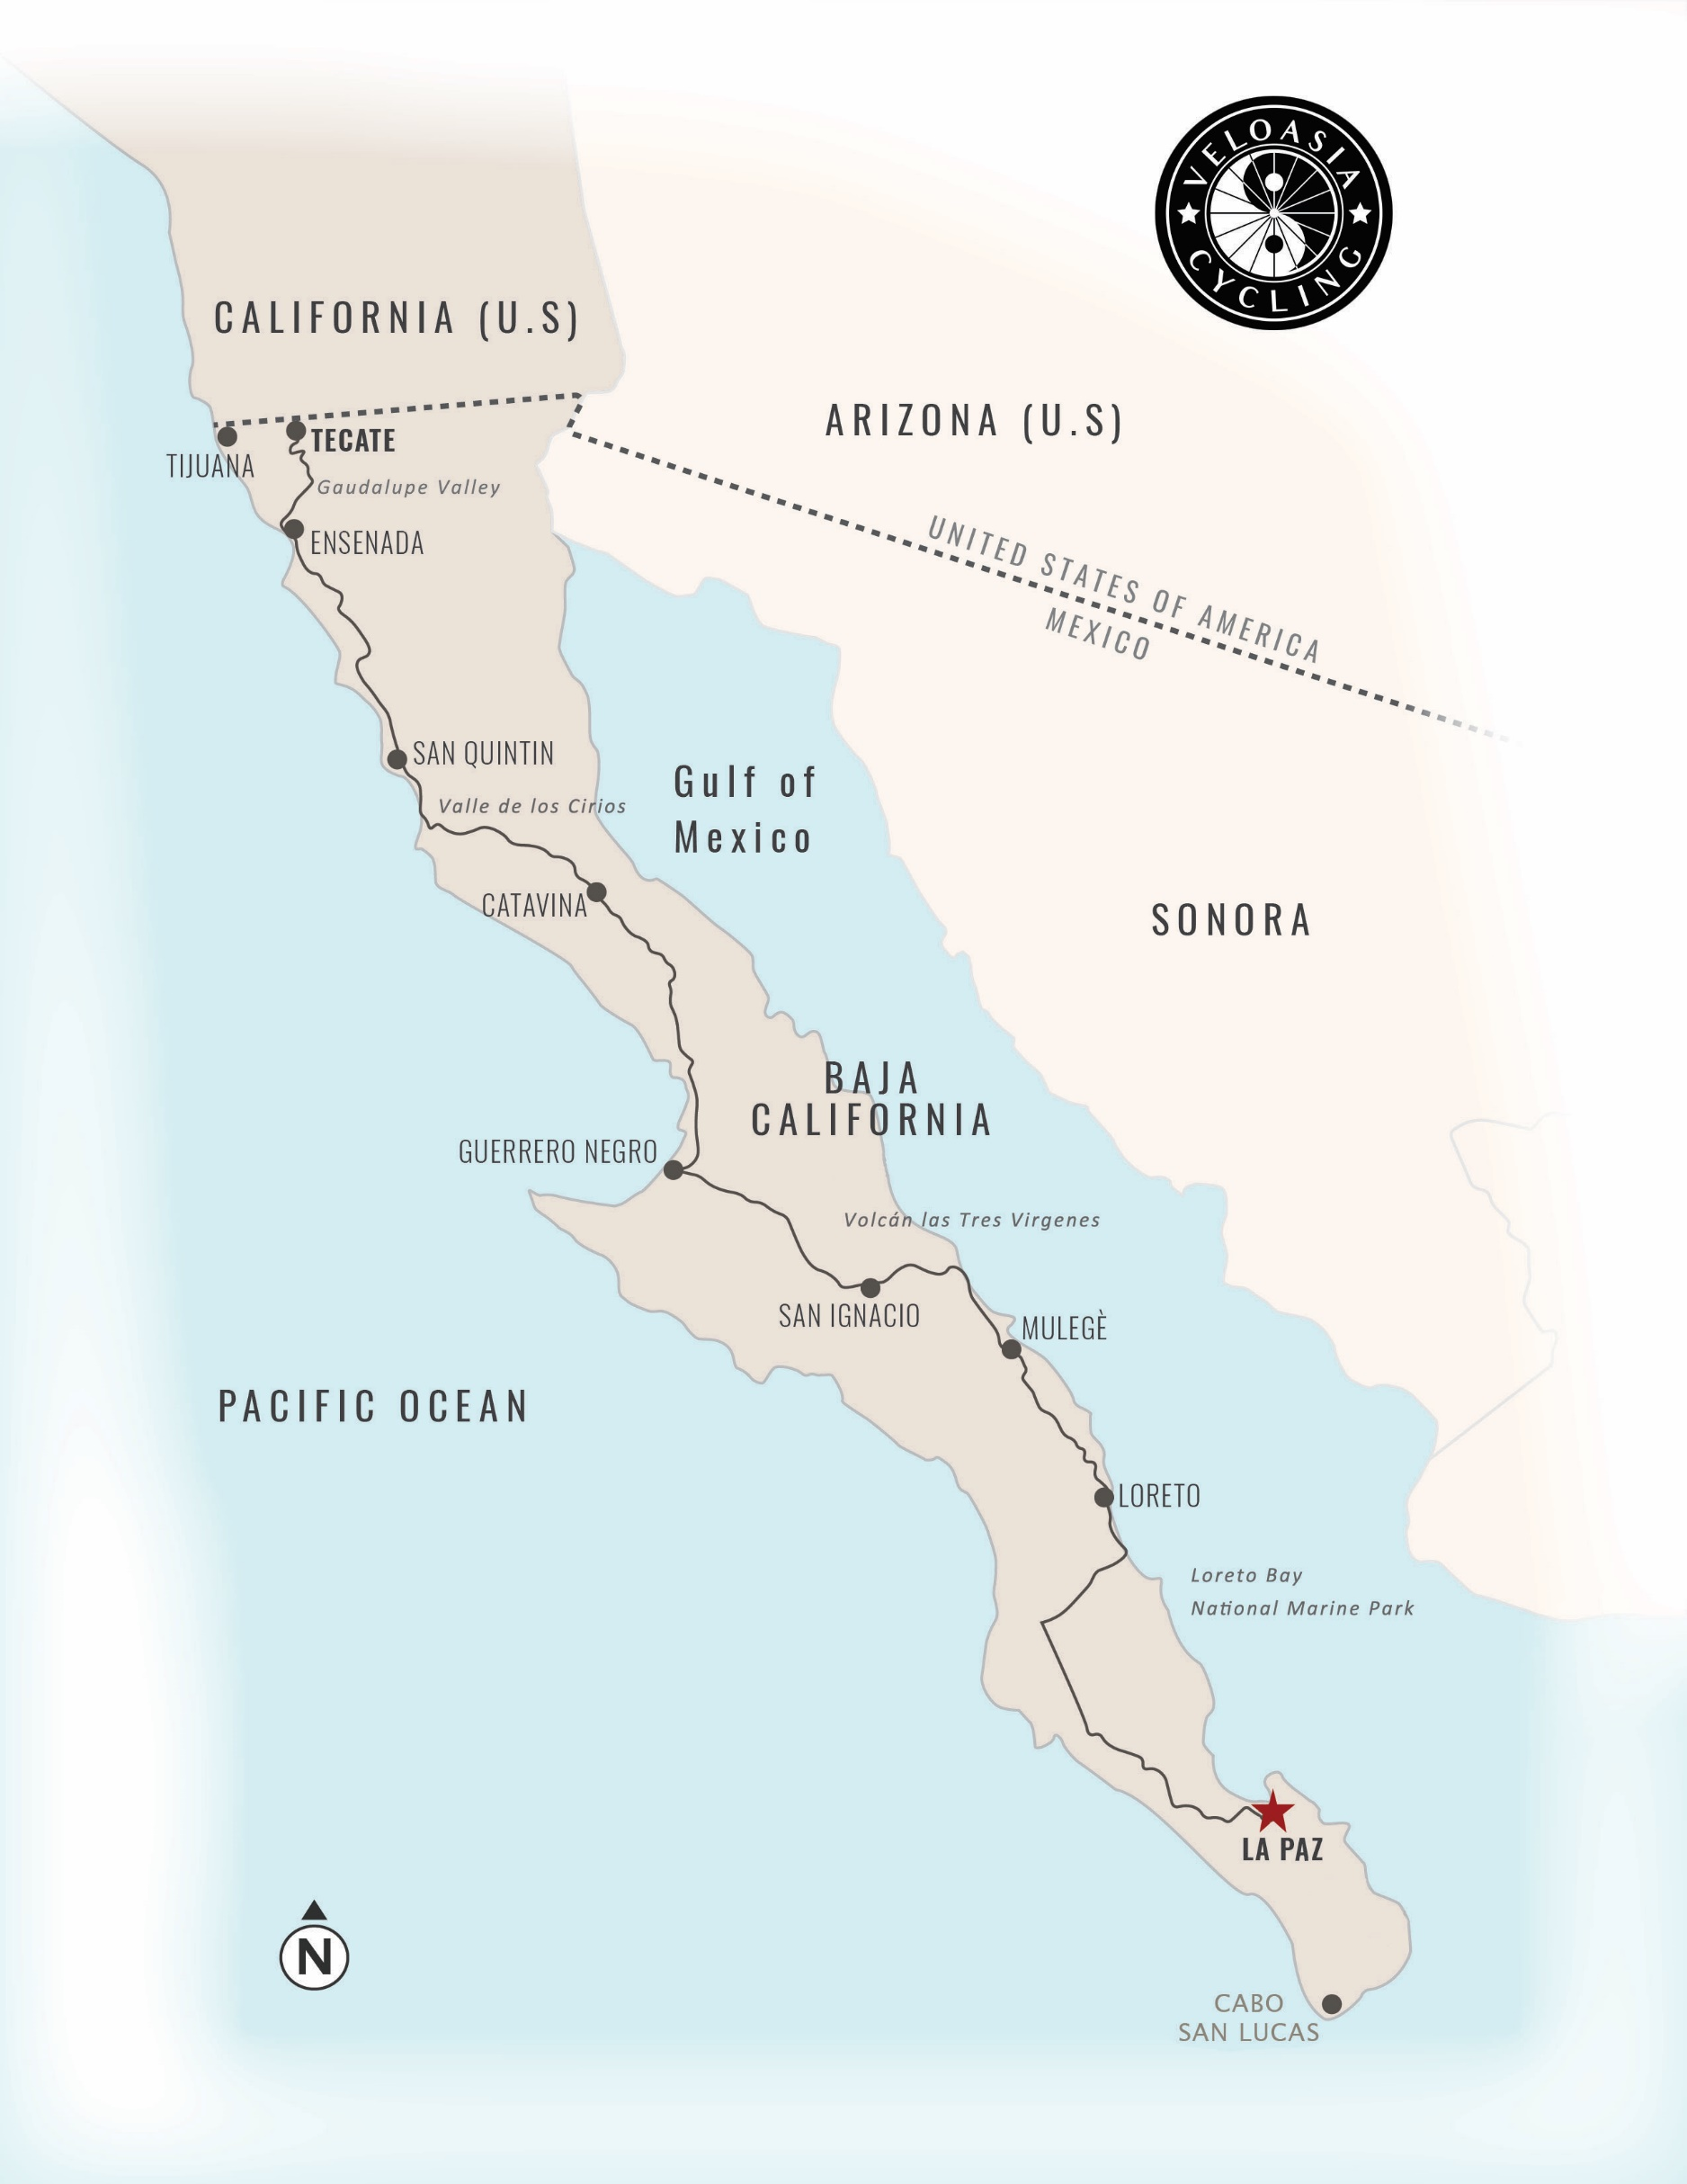 VELOASIA
CYCLING
CALIFORNIA (U.S)
ARIZONA (U.S)
TIJUANA
TECATE
Gaudalupe Valley
ENSENADA
UNITED STATES OF AMERICA
MEXICO
SAN QUINTIN
Valle de los Cirios
Gulf of
Mexico
CATAVINA
SONORA
BAJA
CALIFORNIA
GUERRERO NEGRO
Volcán las Tres Virgenes
SAN IGNACIO
MULEGÈ
PACIFIC OCEAN
LORETO
Loreto Bay
National Marine Park
LA PAZ
N
CABO
SAN LUCAS